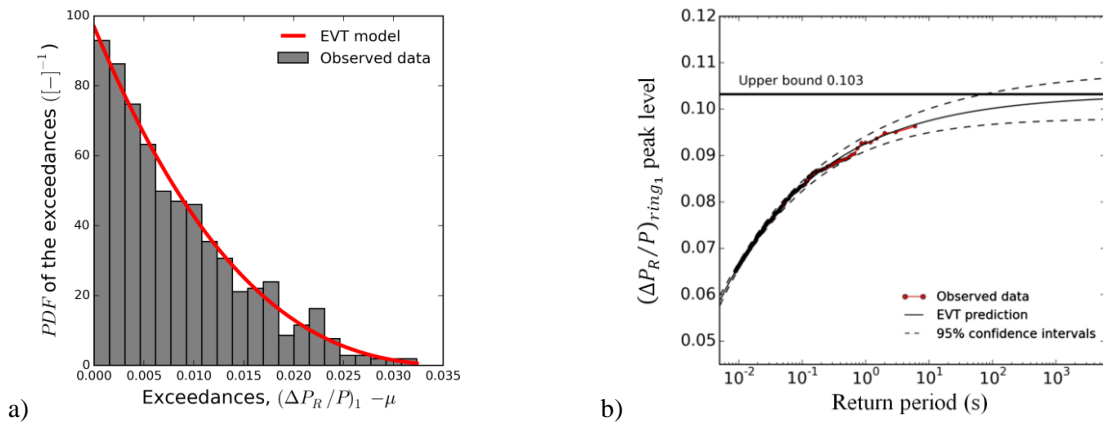 100
80
60
40
20
0
PDF of the exceedances ([−]⁻¹)
EVT model
Observed data
0.000 0.005 0.010 0.015 0.020 0.025 0.030 0.035
Exceedances, (ΔP_R/P)₁ −μ
a)
0.12
0.11
0.10
0.09
0.08
0.07
0.06
0.05
(ΔP_R/P)_ring₁ peak level
Upper bound 0.103
Observed data
EVT prediction
95% confidence intervals
10⁻² 10⁻¹ 10⁰ 10¹ 10² 10³
Return period (s)
b)